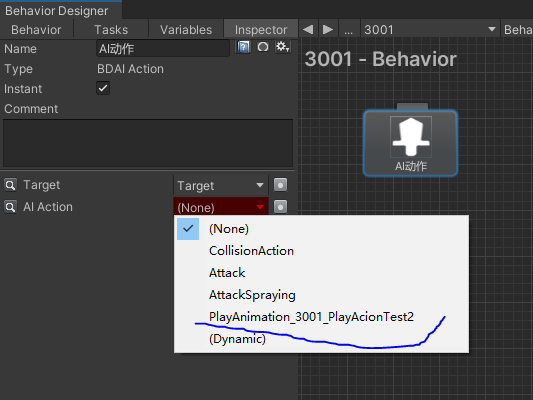 Behavior Designer
Behavior Tasks Variables Inspector ... 3001 Beha
Name AI动作
3001 - Behavior
Type BDAI Action
Instant
Comment
AI动作
Target Target
AI Action (None)
(None)
CollisionAction
Attack
AttackSpraying
PlayAnimation_3001_PlayAcionTest2
(Dynamic)